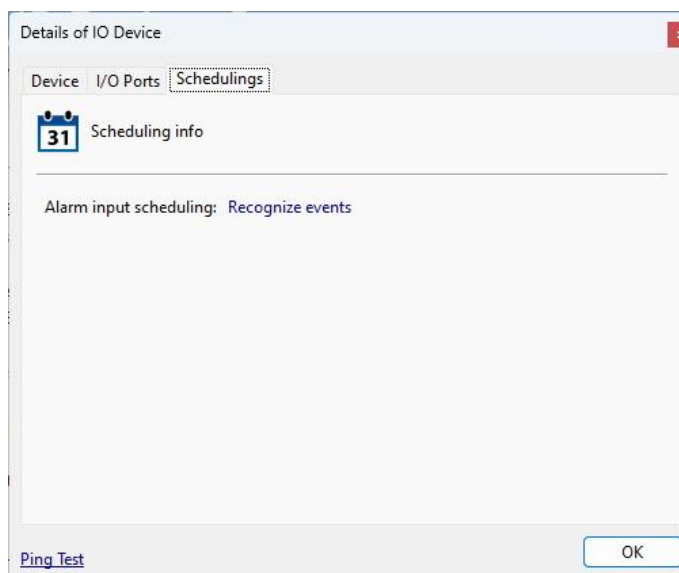 Details of IO Device
Device I/O Ports Schedulings
31 Scheduling info
Alarm input scheduling: Recognize events
Ping Test OK